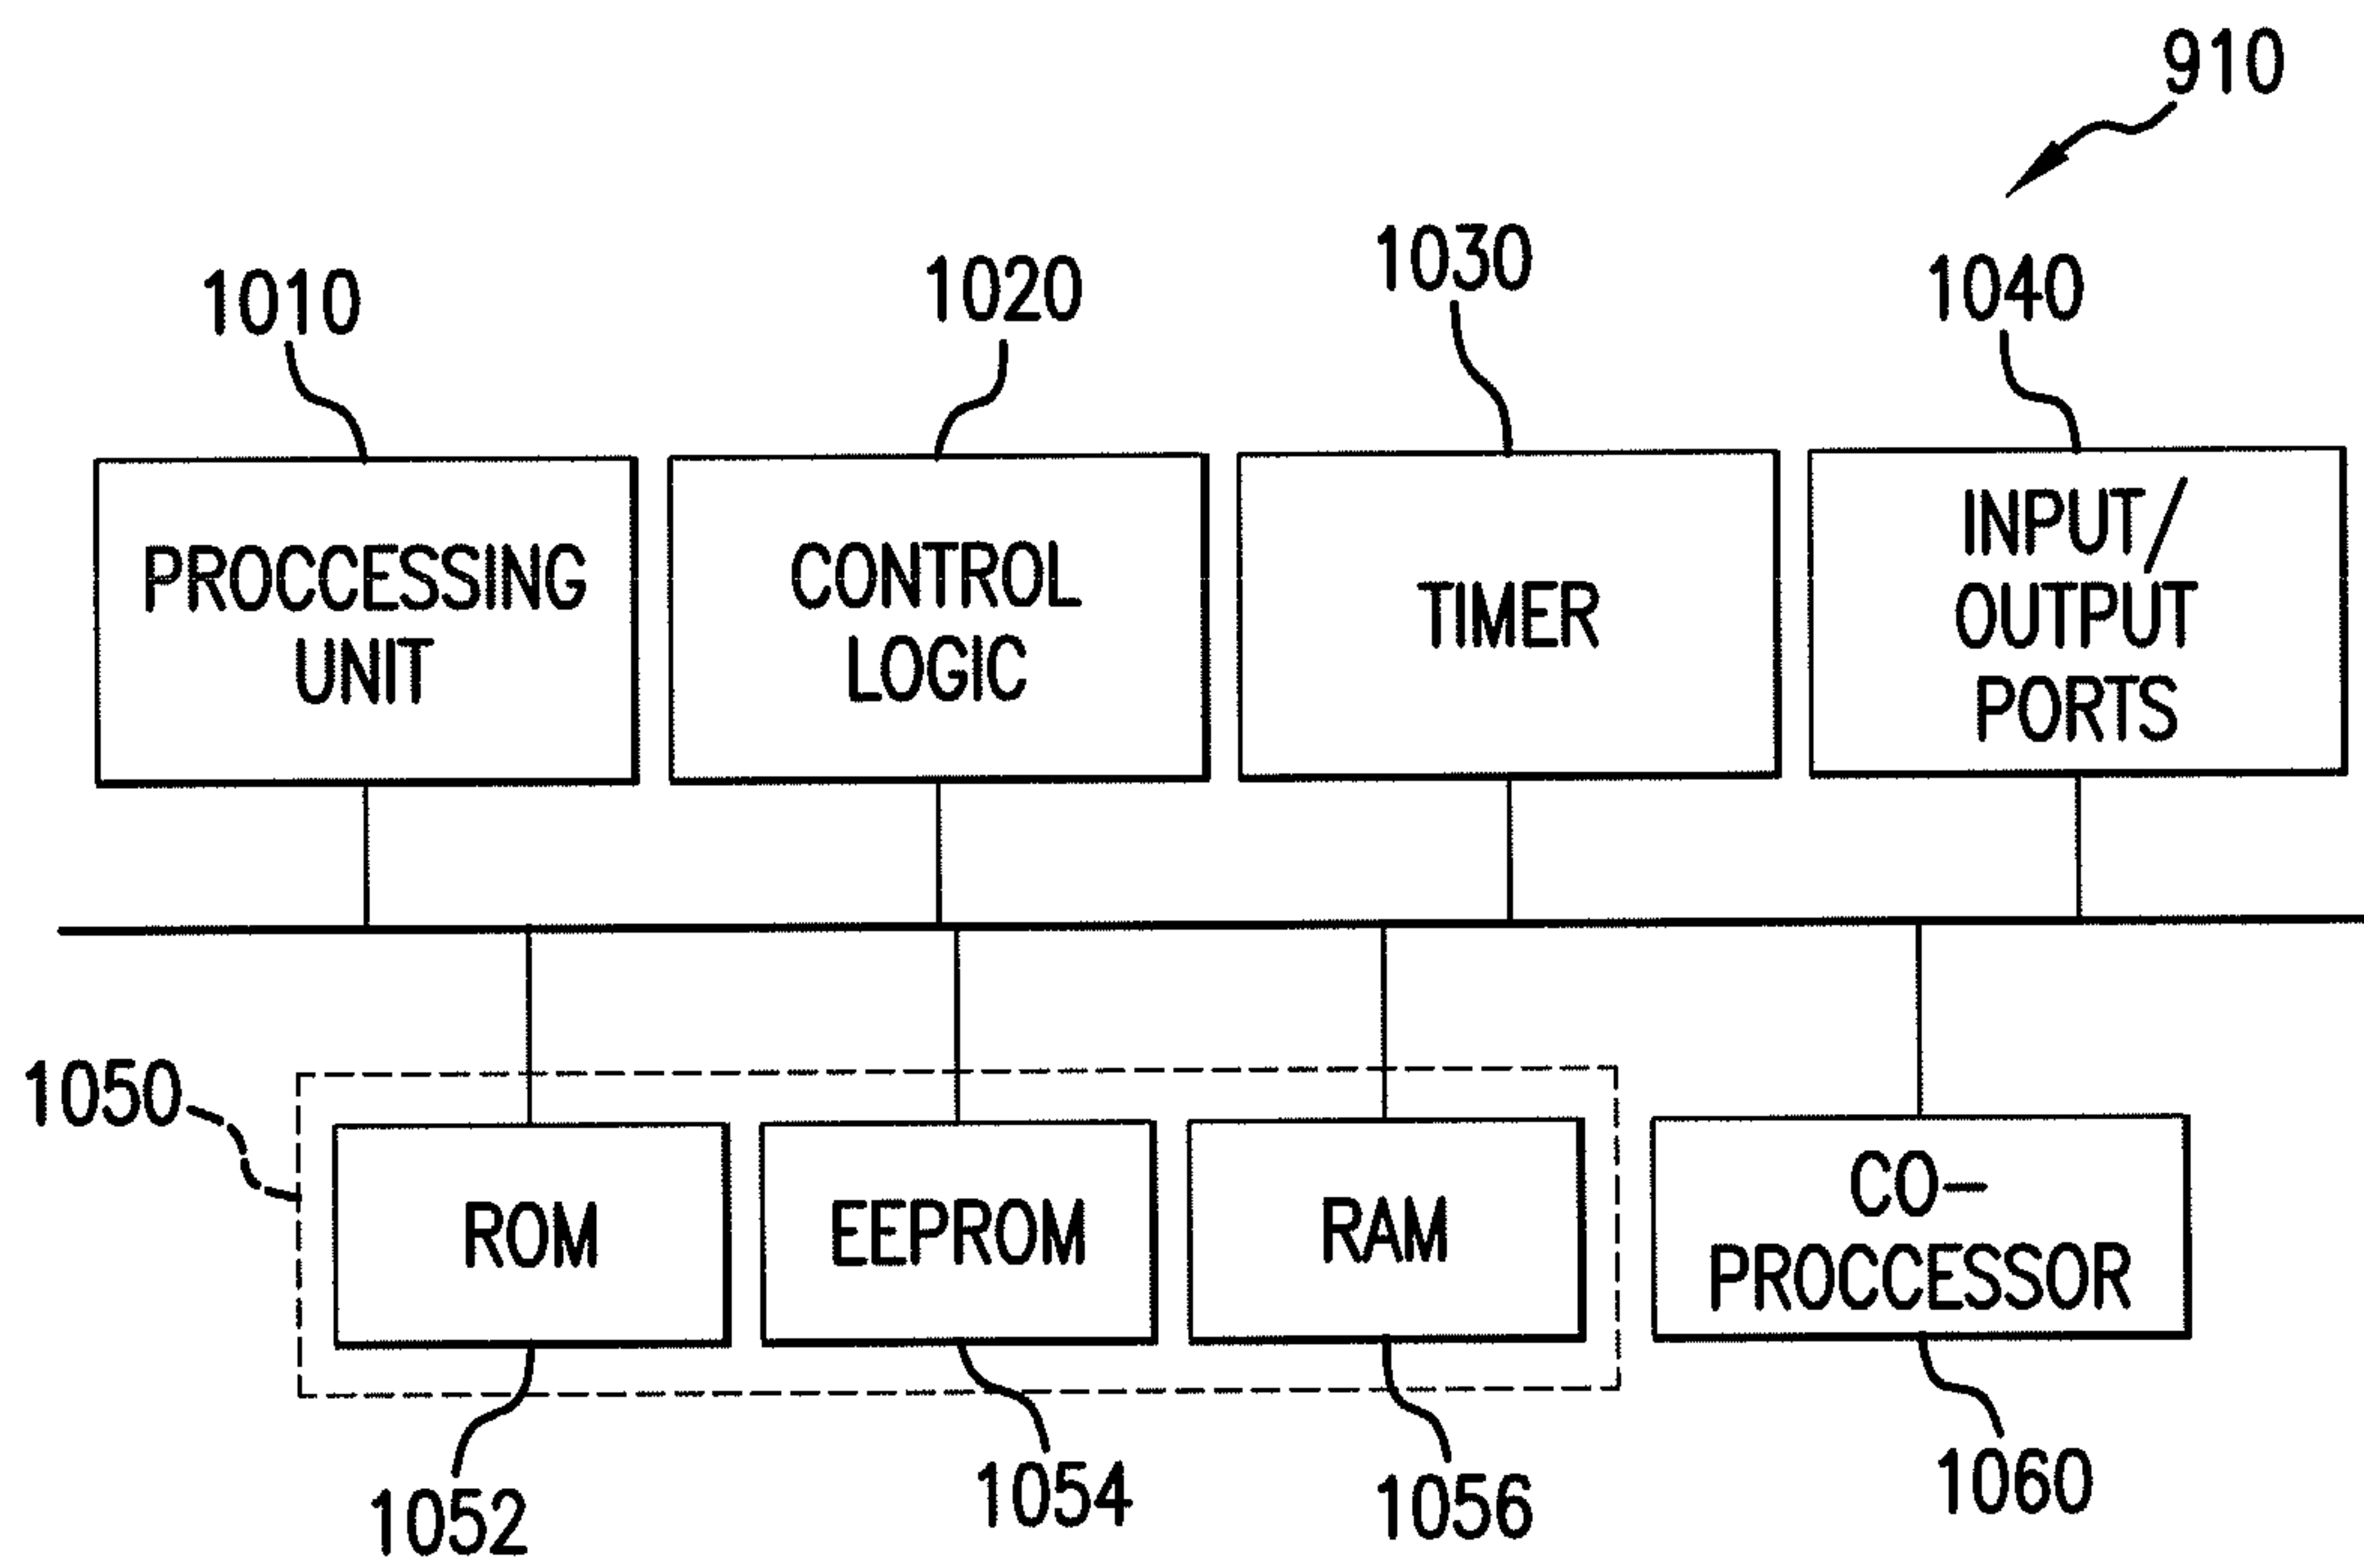 910
1010
1020
1030
1040
PROCCESSING
UNIT
CONTROL
LOGIC
TIMER
INPUT/
OUTPUT
PORTS
1050
ROM
EEPROM
RAM
CO-
PROCCESSOR
1052
1054
1056
1060